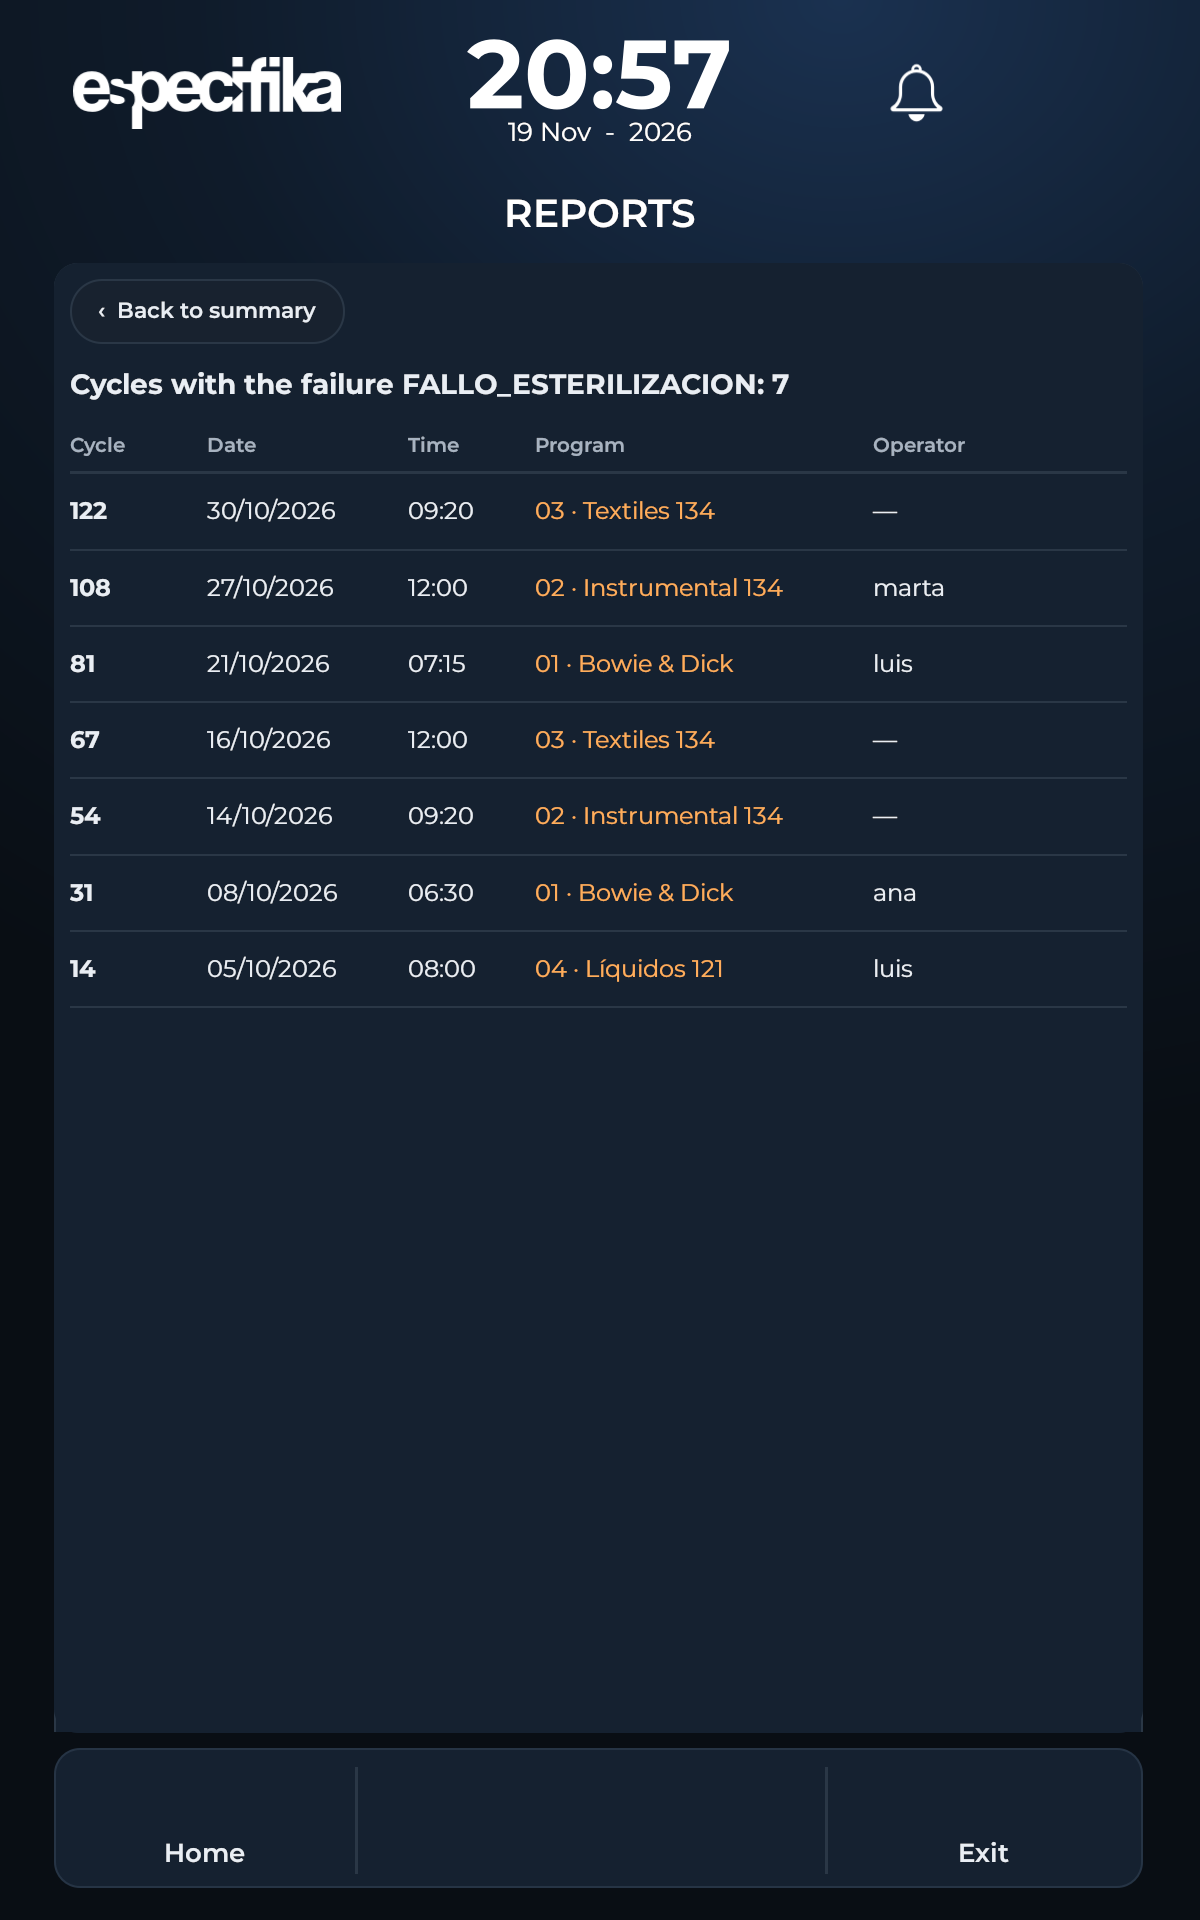 especifika
20:57
19 Nov - 2026
REPORTS
‹ Back to summary
Cycles with the failure FALLO_ESTERILIZACION: 7
Cycle Date Time Program Operator
122 30/10/2026 09:20 03 · Textiles 134 —
108 27/10/2026 12:00 02 · Instrumental 134 marta
81 21/10/2026 07:15 01 · Bowie & Dick luis
67 16/10/2026 12:00 03 · Textiles 134 —
54 14/10/2026 09:20 02 · Instrumental 134 —
31 08/10/2026 06:30 01 · Bowie & Dick ana
14 05/10/2026 08:00 04 · Líquidos 121 luis
Home Exit